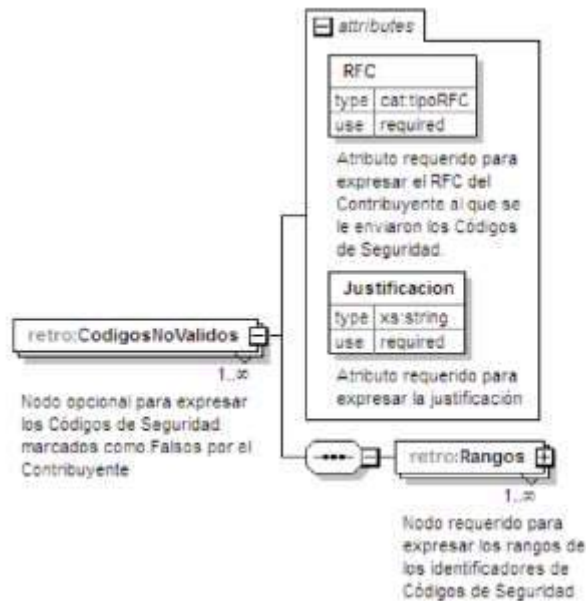 attributes
RFC
type cat:tipoRFC
use required
Atributo requerido para
expresar el RFC del
Contribuyente al que se
le enviaron los Códigos
de Seguridad.
Justificacion
type xs:string
use required
Atributo requerido para
expresar la justificación
retro:CodigosNoValidos
1..∞
Nodo opcional para expresar
los Códigos de Seguridad
marcados como Falsos por el
Contribuyente
retro:Rangos
1..∞
Nodo requerido para
expresar los rangos de
los identificadores de
Códigos de Seguridad